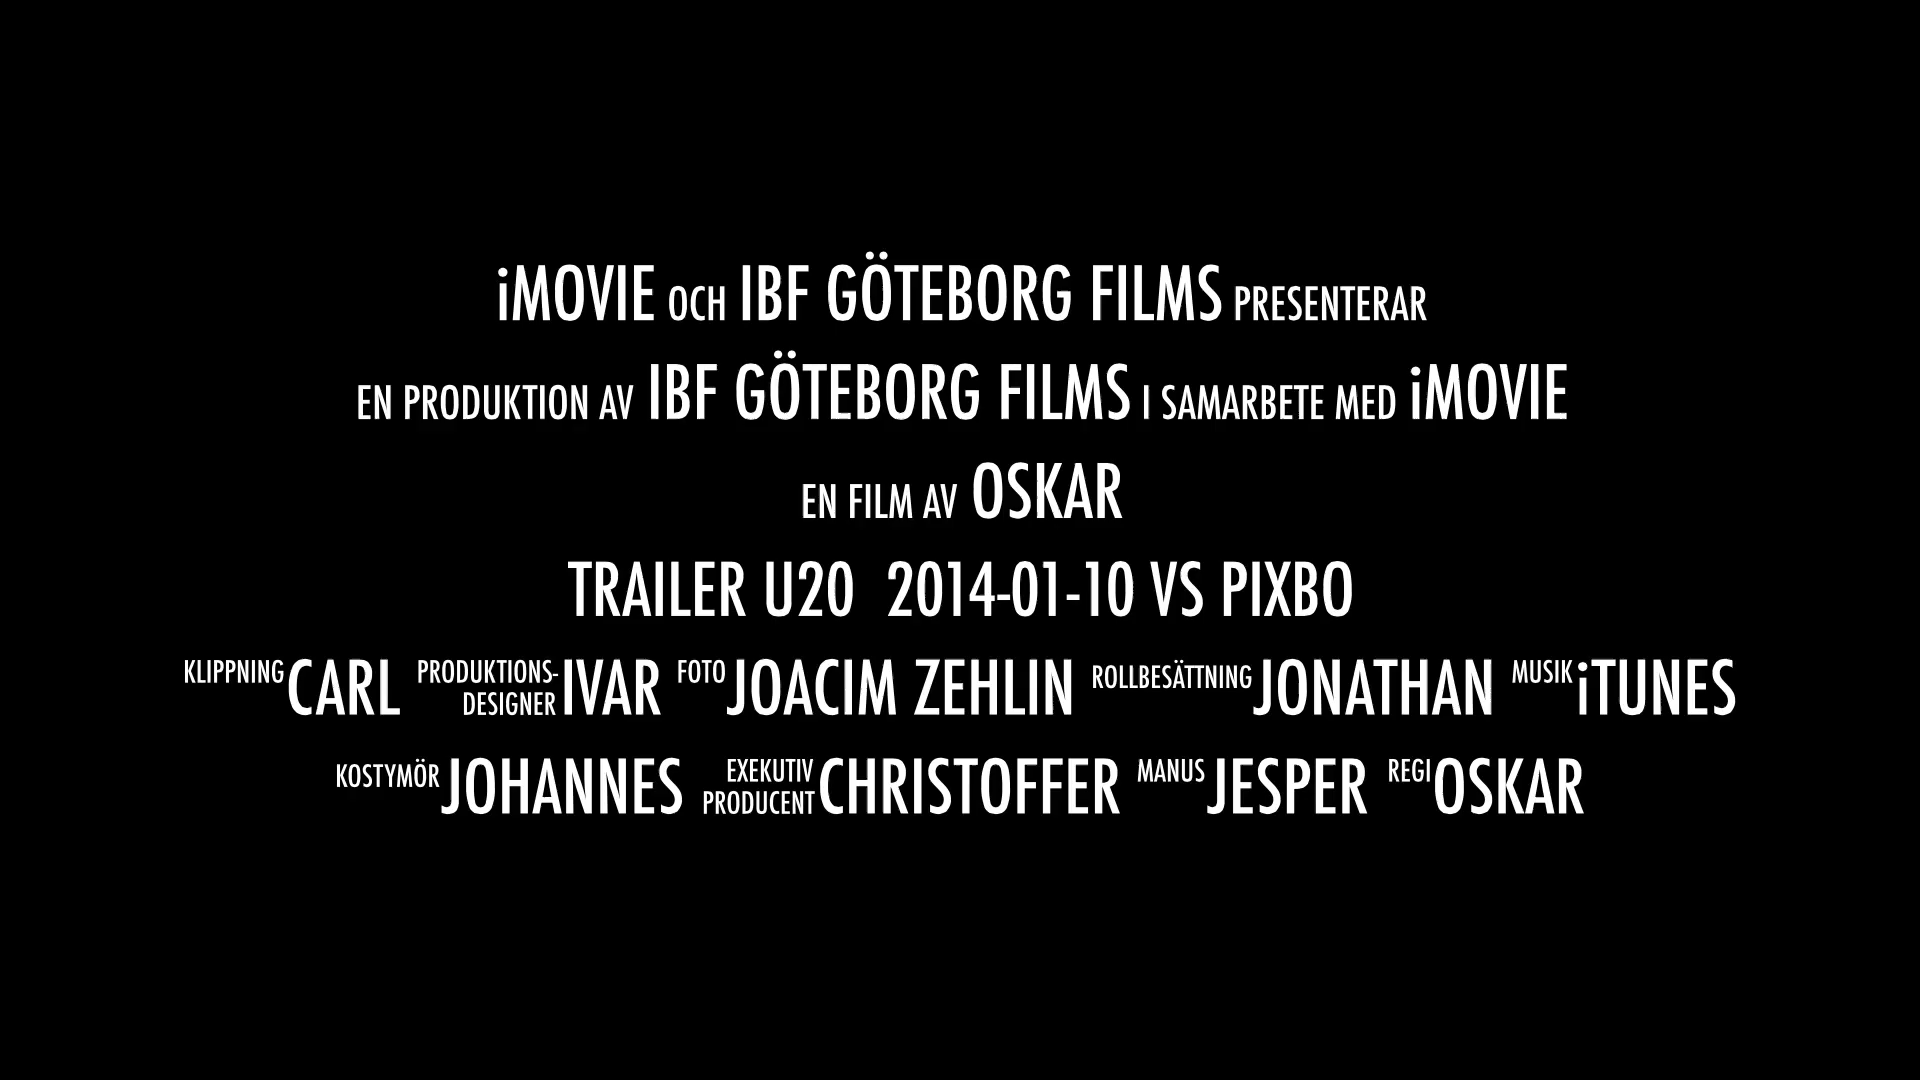 iMOVIE OCH IBF GÖTEBORG FILMS PRESENTERAR
EN PRODUKTION AV IBF GÖTEBORG FILMS I SAMARBETE MED iMOVIE
EN FILM AV OSKAR
TRAILER U20 2014-01-10 VS PIXBO
KLIPPNING CARL PRODUKTIONS-DESIGNER IVAR FOTO JOACIM ZEHLIN ROLLBESÄTTNING JONATHAN MUSIK iTUNES
KOSTYMÖR JOHANNES EXEKUTIV PRODUCENT CHRISTOFFER MANUS JESPER REGI OSKAR